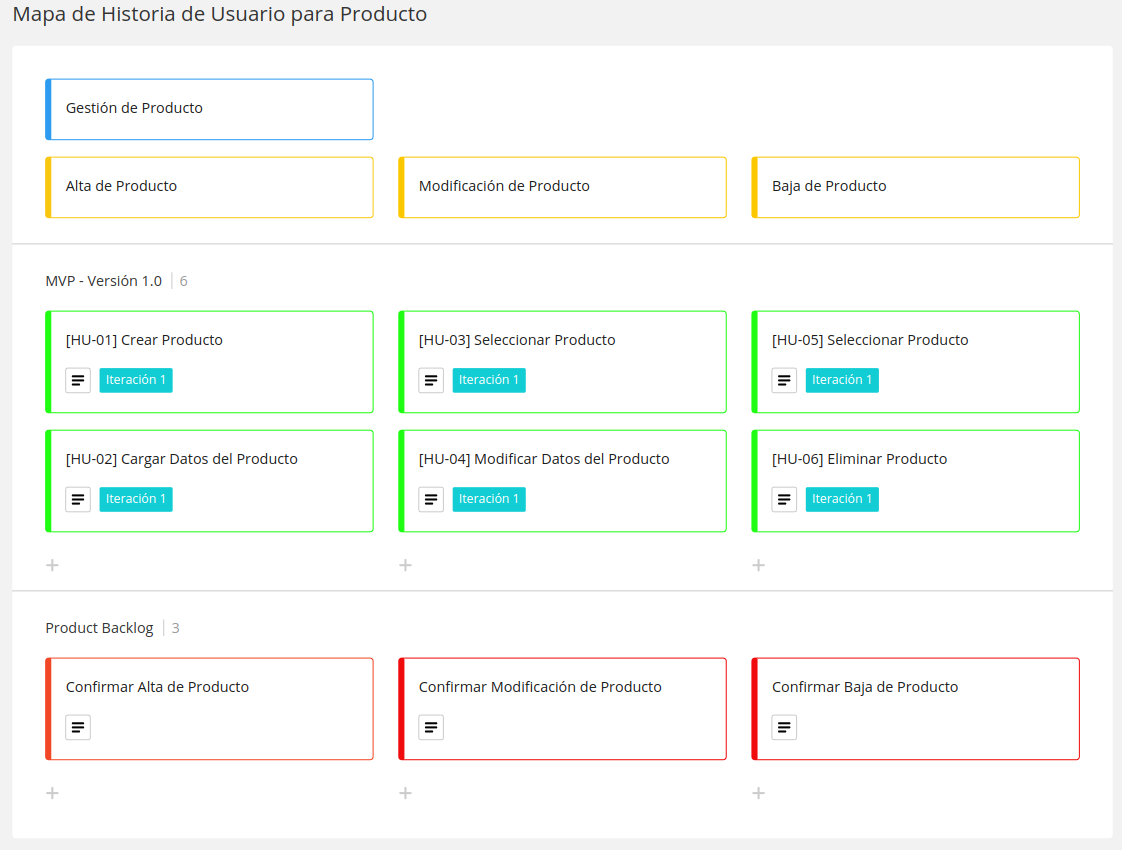 Mapa de Historia de Usuario para Producto
Gestión de Producto
Alta de Producto
Modificación de Producto
Baja de Producto
MVP - Versión 1.0 | 6
[HU-01] Crear Producto
Iteración 1
[HU-03] Seleccionar Producto
Iteración 1
[HU-05] Seleccionar Producto
Iteración 1
[HU-02] Cargar Datos del Producto
Iteración 1
[HU-04] Modificar Datos del Producto
Iteración 1
[HU-06] Eliminar Producto
Iteración 1
+
+
+
Product Backlog | 3
Confirmar Alta de Producto
Confirmar Modificación de Producto
Confirmar Baja de Producto
+
+
+